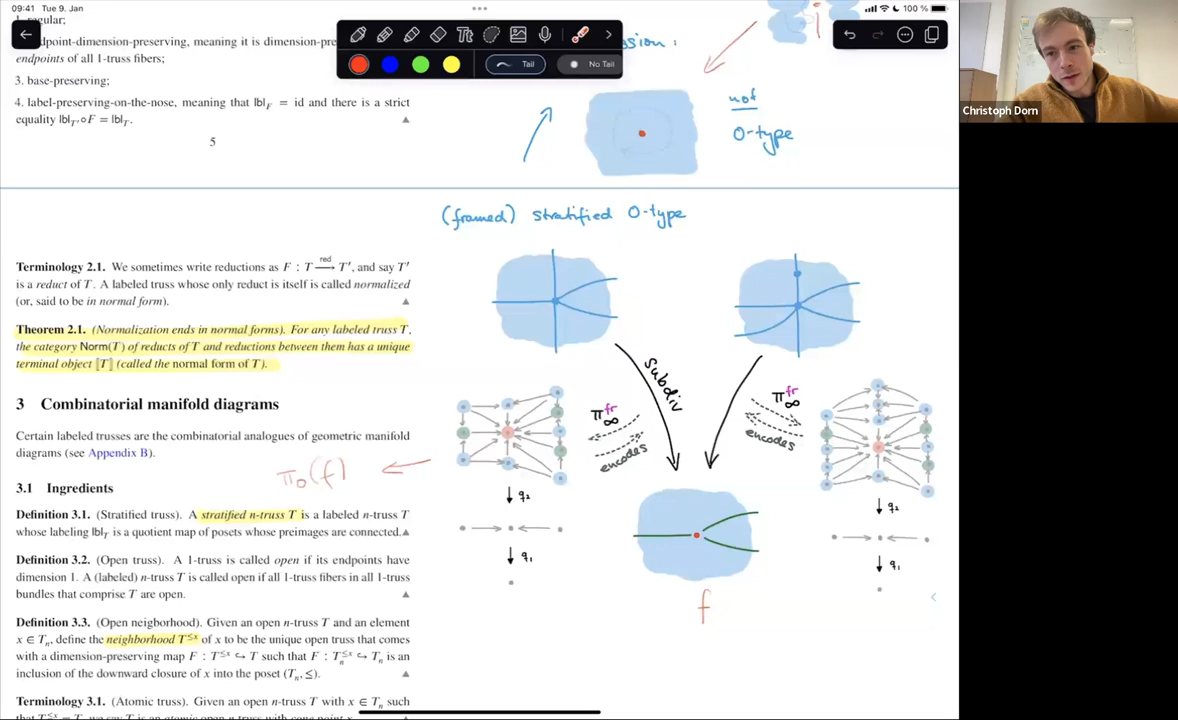 09:41 Tue 9. Jan
100 %
regular;
dpoint-dimension-preserving, meaning it is dimension-pre
endpoints of all 1-truss fibers;
3. base-preserving;
4. label-preserving-on-the-nose, meaning that lbl_F = id and there is a strict
equality lbl_T' ∘ F = lbl_T. ▲
5
Tail
No Tail
Christoph Dorn
not
0-type
(framed) stratified 0-type
Terminology 2.1. We sometimes write reductions as F : T →^red T′, and say T′
is a reduct of T. A labeled truss whose only reduct is itself is called normalized
(or, said to be in normal form). ▲
Theorem 2.1. (Normalization ends in normal forms). For any labeled truss T,
the category Norm(T) of reducts of T and reductions between them has a unique
terminal object ⟦T⟧ (called the normal form of T).
3 Combinatorial manifold diagrams
Certain labeled trusses are the combinatorial analogues of geometric manifold
diagrams (see Appendix B).
3.1 Ingredients
Definition 3.1. (Stratified truss). A stratified n-truss T is a labeled n-truss T
whose labeling lbl_T is a quotient map of posets whose preimages are connected. ▲
Definition 3.2. (Open truss). A 1-truss is called open if its endpoints have
dimension 1. A (labeled) n-truss T is called open if all 1-truss fibers in all 1-truss
bundles that comprise T are open. ▲
Definition 3.3. (Open neigborhood). Given an open n-truss T and an element
x ∈ T_n, define the neighborhood T^≤x of x to be the unique open truss that comes
with a dimension-preserving map F : T^≤x ↪ T such that F : T_n^≤x ↪ T_n is an
inclusion of the downward closure of x into the poset (T_n, ≤). ▲
Terminology 3.1. (Atomic truss). Given an open n-truss T with x ∈ T_n such
Subdiv
π_∞^fr
encodes
π_∞^fr
encodes
π_0(f)
q_2
q_1
q_2
q_1
f